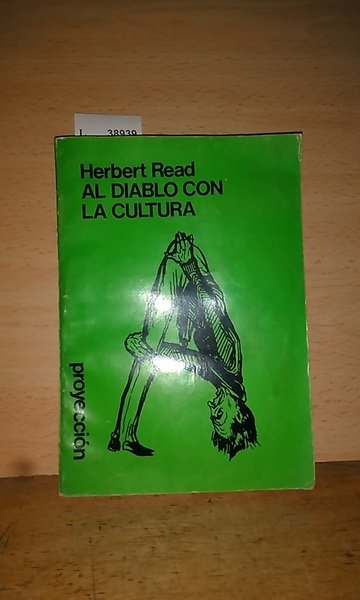 L 38939
Herbert Read
AL DIABLO CON
LA CULTURA
proyección